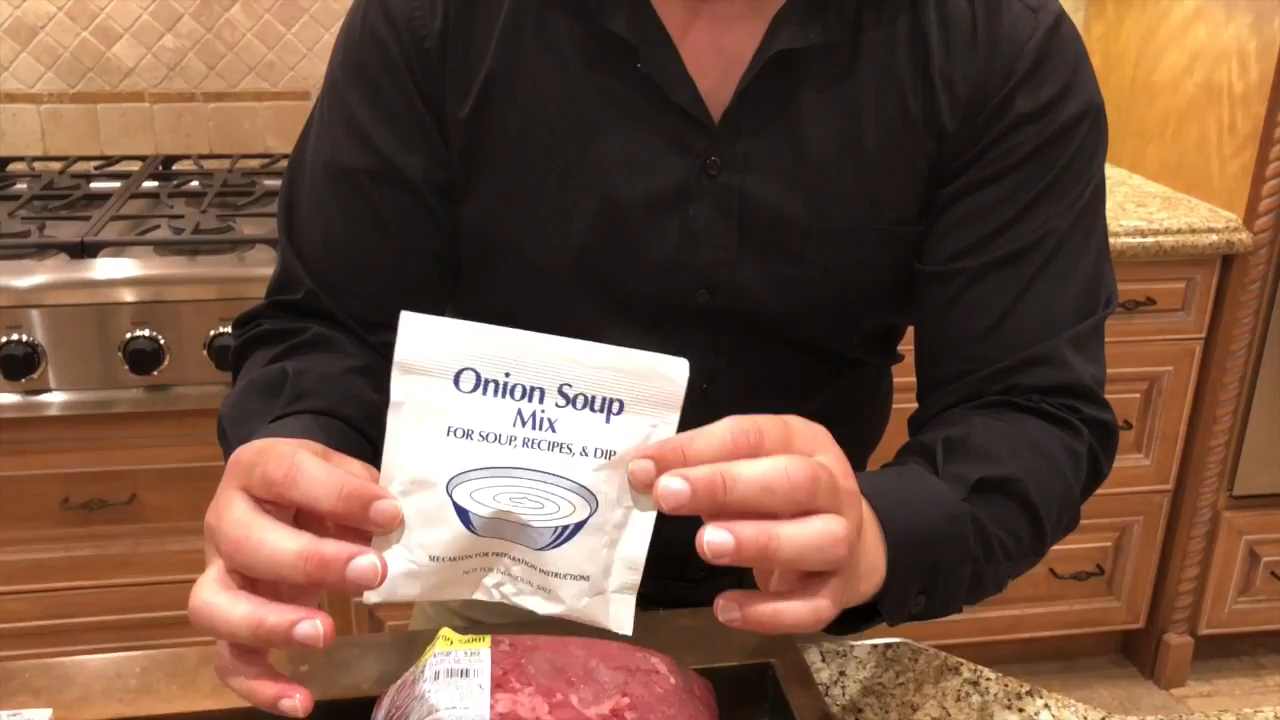 Onion Soup
Mix
FOR SOUP, RECIPES, & DIP
SEE CARTON FOR PREPARATION INSTRUCTIONS
NOT FOR INDIVIDUAL SALE